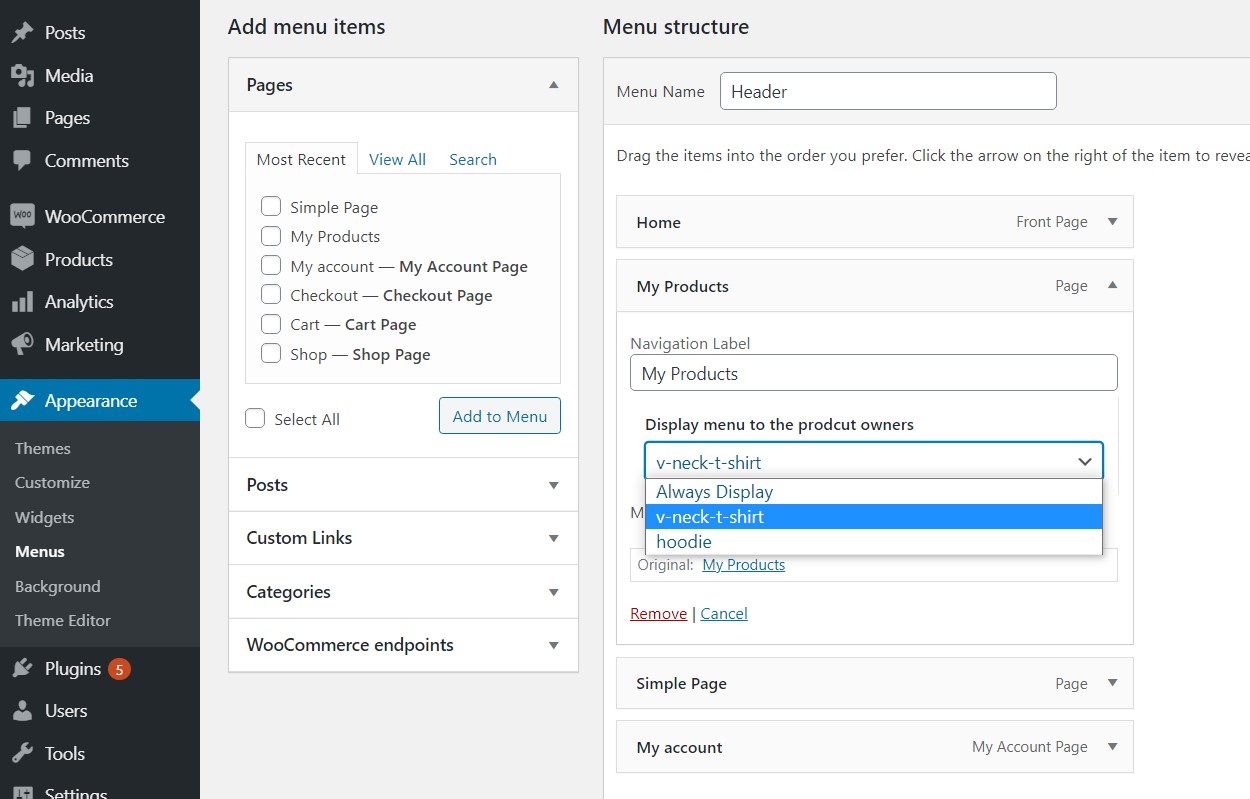 Posts
Media
Pages
Comments
WooCommerce
Products
Analytics
Marketing
Appearance
Themes
Customize
Widgets
Menus
Background
Theme Editor
Plugins 5
Users
Tools
Settings
Add menu items
Pages
Most Recent View All Search
Simple Page
My Products
My account — My Account Page
Checkout — Checkout Page
Cart — Cart Page
Shop — Shop Page
Select All Add to Menu
Posts
Custom Links
Categories
WooCommerce endpoints
Menu structure
Menu Name Header
Drag the items into the order you prefer. Click the arrow on the right of the item to revea
Home Front Page
My Products Page
Navigation Label
My Products
Display menu to the prodcut owners
v-neck-t-shirt
Always Display
v-neck-t-shirt
hoodie
M
Original: My Products
Remove | Cancel
Simple Page Page
My account My Account Page